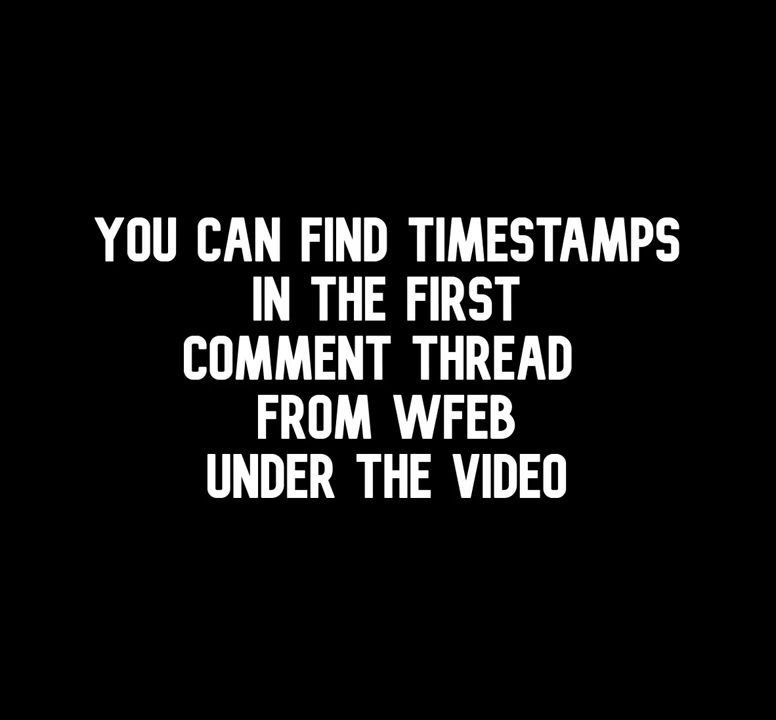 YOU CAN FIND TIMESTAMPS
IN THE FIRST
COMMENT THREAD
FROM WFEB
UNDER THE VIDEO